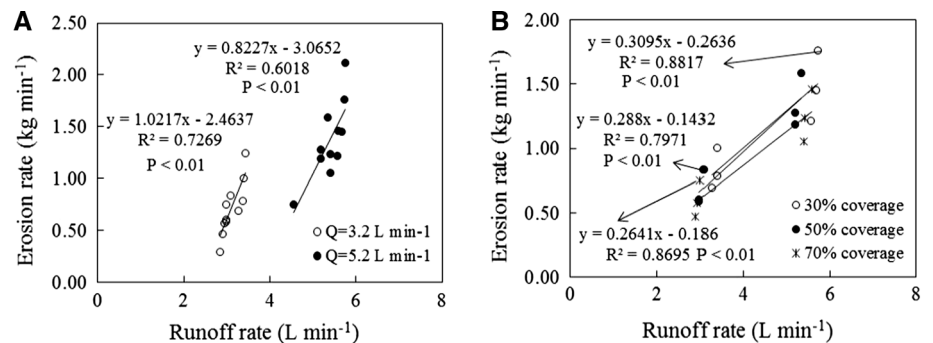 A
Erosion rate (kg min-1)
2.50
2.00
1.50
1.00
0.50
0.00
0
2
4
6
8
Runoff rate (L min-1)
y = 0.8227x - 3.0652
R² = 0.6018
P < 0.01
y = 1.0217x - 2.4637
R² = 0.7269
P < 0.01
Q=3.2 L min-1
Q=5.2 L min-1
B
Erosion rate (kg min-1)
2.00
1.50
1.00
0.50
0.00
0
2
4
6
8
Runoff rate (L min-1)
y = 0.3095x - 0.2636
R² = 0.8817
P < 0.01
y = 0.288x - 0.1432
R² = 0.7971
P < 0.01
y = 0.2641x - 0.186
R² = 0.8695 P < 0.01
30% coverage
50% coverage
70% coverage